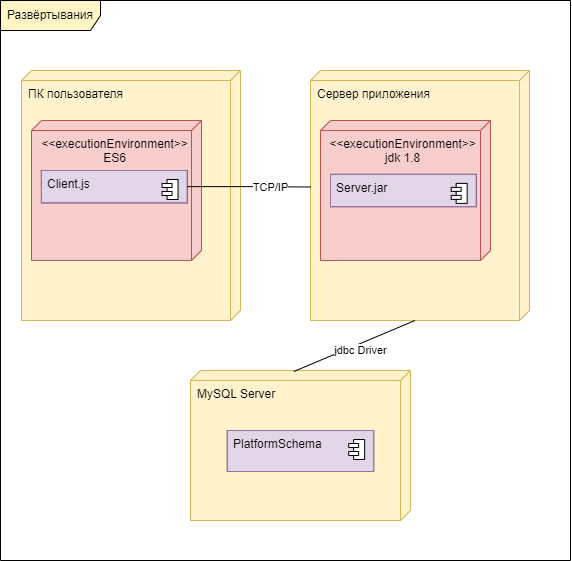 Развёртывания
ПК пользователя
<<executionEnvironment>>
ES6
Client.js
TCP/IP
Сервер приложения
<<executionEnvironment>>
jdk 1.8
Server.jar
jdbc Driver
MySQL Server
PlatformSchema